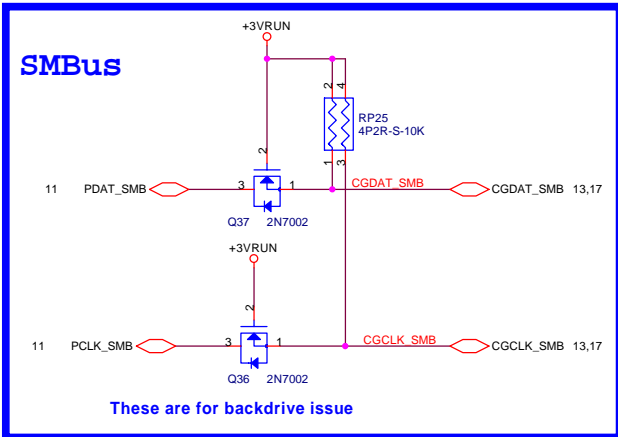 +3VRUN
SMBus
2 4
RP25
4P2R-S-10K
1 3
2
11 PDAT_SMB 3 1 CGDAT_SMB CGDAT_SMB 13,17
Q37 2N7002
+3VRUN
2
11 PCLK_SMB 3 1 CGCLK_SMB CGCLK_SMB 13,17
Q36 2N7002
These are for backdrive issue